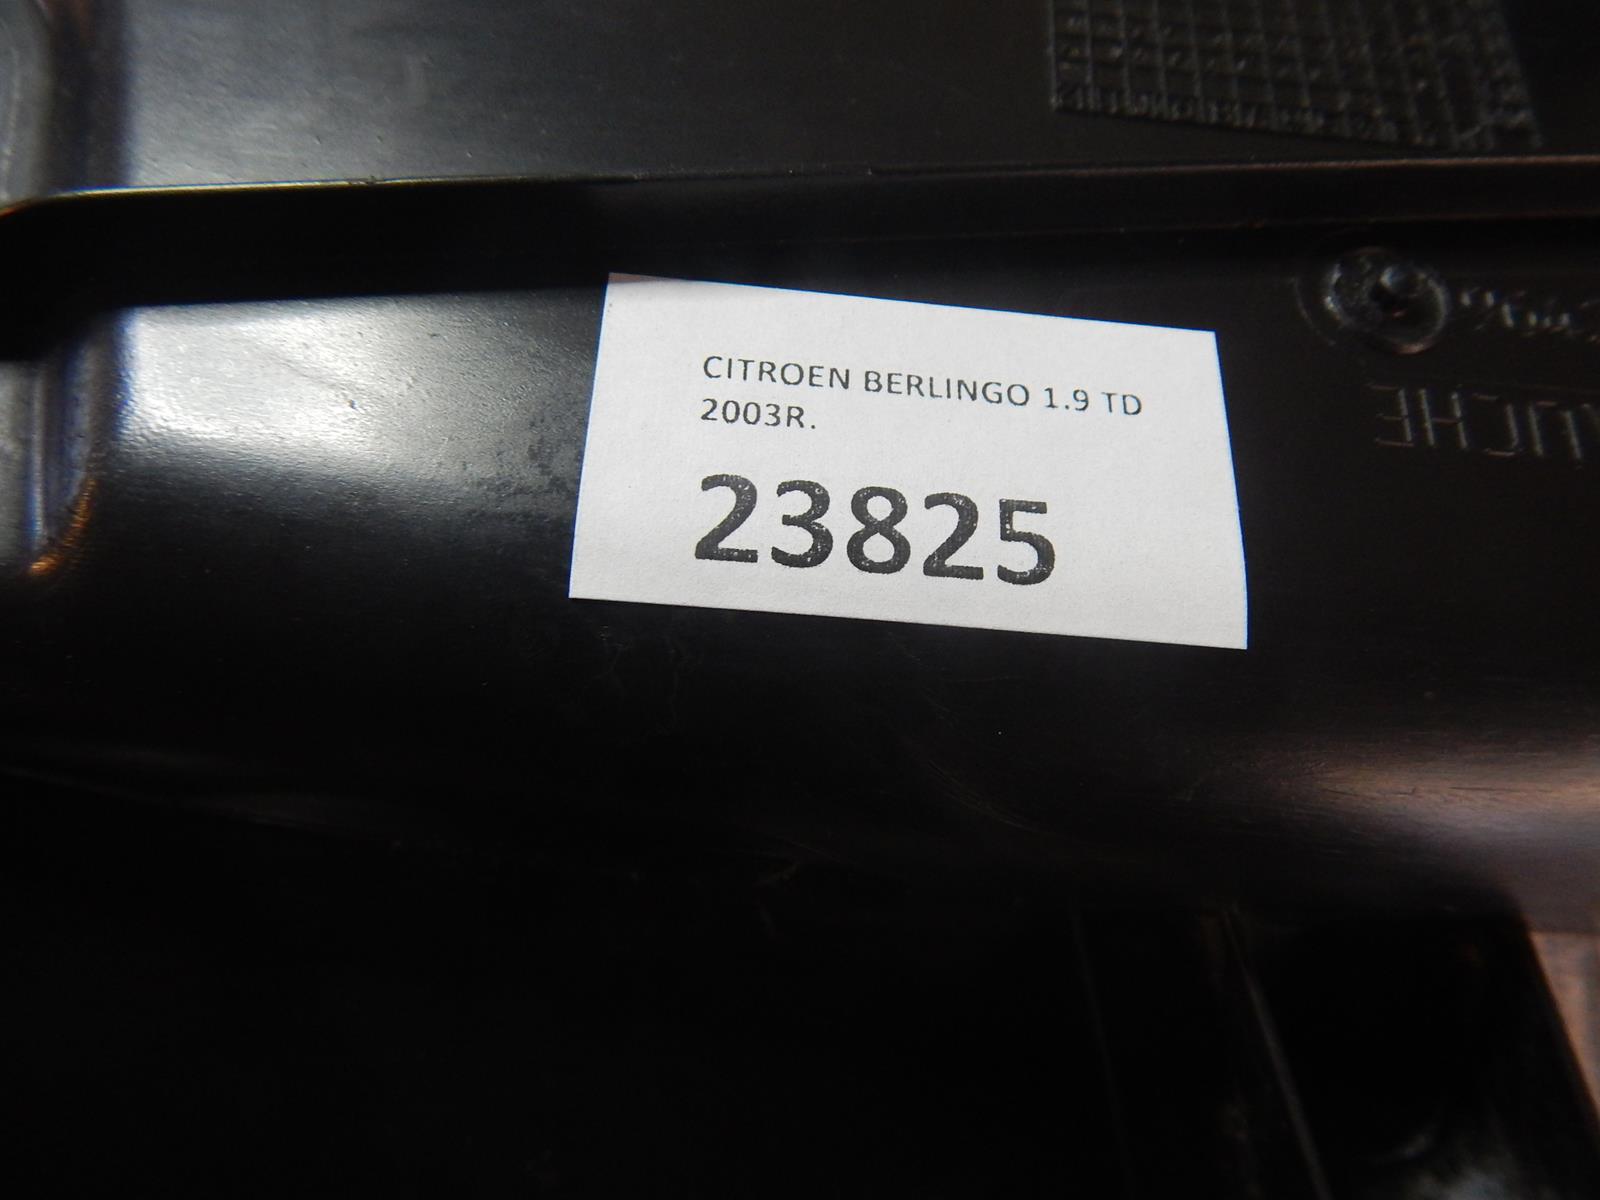 CITROEN BERLINGO 1.9 TD
2003R.
23825